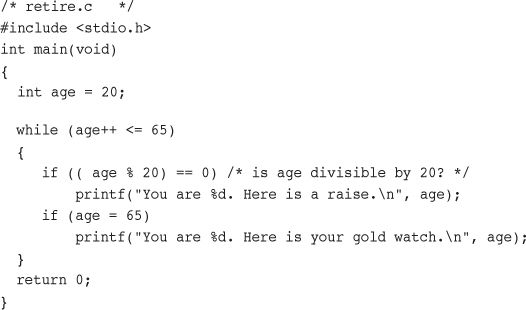 /* retire.c   */
#include <stdio.h>
int main(void)
{
  int age = 20;

  while (age++ <= 65)
  {
     if (( age % 20) == 0) /* is age divisible by 20? */
         printf("You are %d. Here is a raise.\n", age);
     if (age = 65)
         printf("You are %d. Here is your gold watch.\n", age);
  }
  return 0;
}